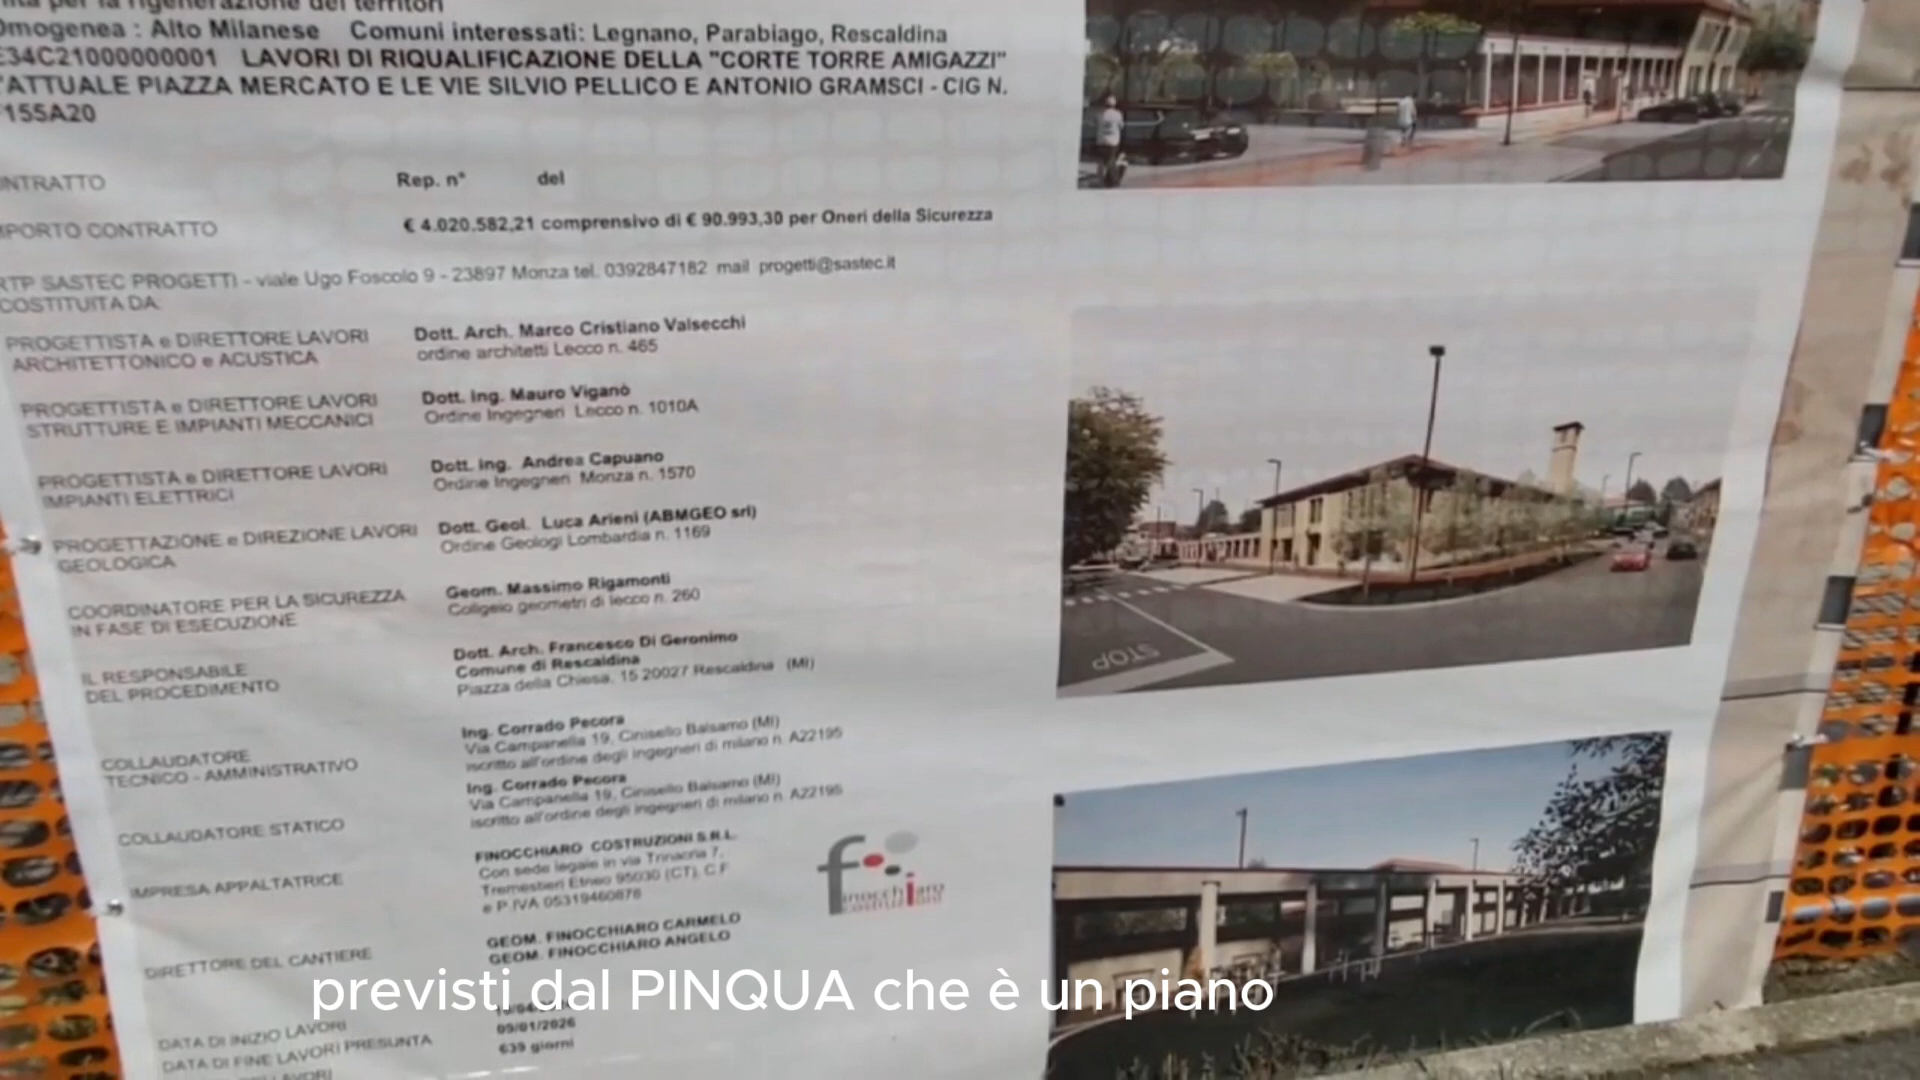 per la rigenerazione dei territori
Omogenea : Alto Milanese Comuni interessati: Legnano, Parabiago, Rescaldina
E34C21000000001 LAVORI DI RIQUALIFICAZIONE DELLA "CORTE TORRE AMIGAZZI"
'ATTUALE PIAZZA MERCATO E LE VIE SILVIO PELLICO E ANTONIO GRAMSCI - CIG N.
155A20
NTRATTO Rep. n° del
PORTO CONTRATTO € 4.020.582,21 comprensivo di € 90.993,30 per Oneri della Sicurezza
RTP SASTEC PROGETTI - viale Ugo Foscolo 9 - 23897 Monza tel. 0392847182 mail progetti@sastec.it
COSTITUITA DA:
PROGETTISTA e DIRETTORE LAVORI
ARCHITETTONICO e ACUSTICA
Dott. Arch. Marco Cristiano Valsecchi
ordine architetti Lecco n. 465
PROGETTISTA e DIRETTORE LAVORI
STRUTTURE E IMPIANTI MECCANICI
Dott. Ing. Mauro Viganò
Ordine Ingegneri Lecco n. 1010A
PROGETTISTA e DIRETTORE LAVORI
IMPIANTI ELETTRICI
Dott. Ing. Andrea Capuano
Ordine Ingegneri Monza n. 1570
PROGETTAZIONE e DIREZIONE LAVORI
GEOLOGICA
Dott. Geol. Luca Arieni (ABMGEO srl)
Ordine Geologi Lombardia n. 1169
COORDINATORE PER LA SICUREZZA
IN FASE DI ESECUZIONE
Geom. Massimo Rigamonti
Collgeio geometri di lecco n. 260
IL RESPONSABILE
DEL PROCEDIMENTO
Dott. Arch. Francesco Di Geronimo
Comune di Rescaldina
Piazza della Chiesa, 15 20027 Rescaldina (MI)
COLLAUDATORE
TECNICO - AMMINISTRATIVO
Ing. Corrado Pecora
Via Campanella 19, Cinisello Balsamo (MI)
iscritto all'ordine degli ingegneri di milano n. A22195
COLLAUDATORE STATICO
Ing. Corrado Pecora
Via Campanella 19, Cinisello Balsamo (MI)
iscritto all'ordine degli ingegneri di milano n. A22195
IMPRESA APPALTATRICE
FINOCCHIARO COSTRUZIONI S.R.L.
Con sede legale in via Trinacria 7,
Tremestieri Etneo 95030 (CT), C.F
e P.IVA 05319460878
finocchiaro
costruzioni
DIRETTORE DEL CANTIERE
GEOM. FINOCCHIARO CARMELO
GEOM. FINOCCHIARO ANGELO
DATA DI INIZIO LAVORI
DATA DI FINE LAVORI PRESUNTA 09/01/2026
LAVORI 639 giorni
STOP
previsti dal PINQUA che è un piano